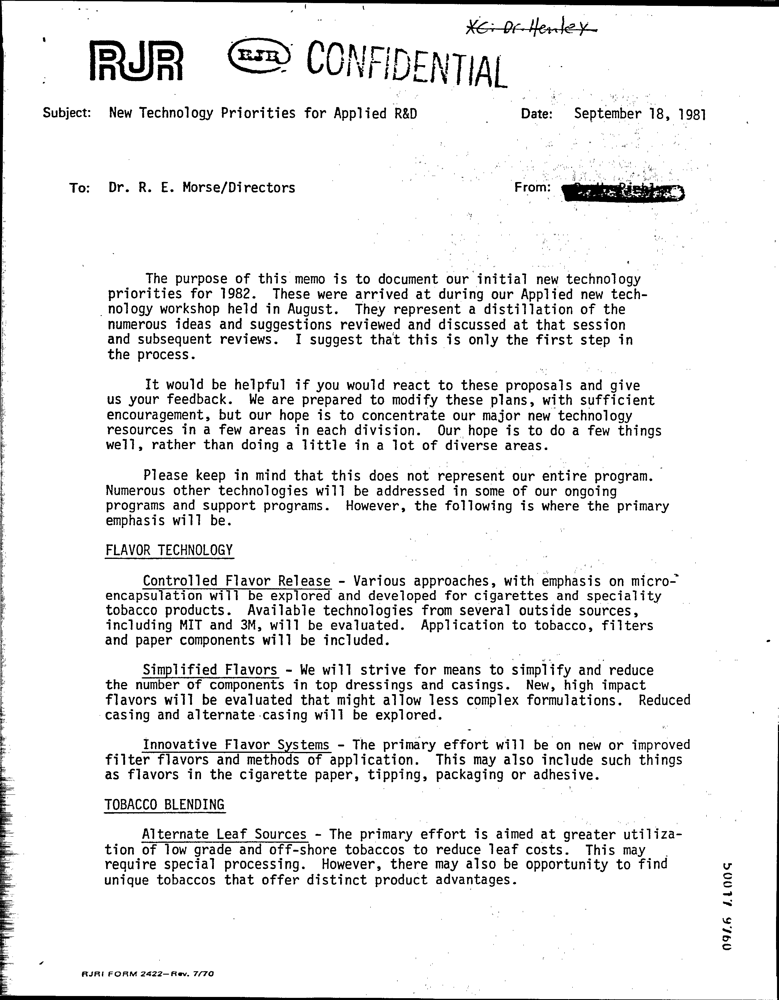 XC: Dr. Henley
RJR RJR CONFIDENTIAL
Subject: New Technology Priorities for Applied R&D Date: September 18, 1981
To: Dr. R. E. Morse/Directors From:
The purpose of this memo is to document our initial new technology
priorities for 1982. These were arrived at during our Applied new tech-
nology workshop held in August. They represent a distillation of the
numerous ideas and suggestions reviewed and discussed at that session
and subsequent reviews. I suggest that this is only the first step in
the process.
It would be helpful if you would react to these proposals and give
us your feedback. We are prepared to modify these plans, with sufficient
encouragement, but our hope is to concentrate our major new technology
resources in a few areas in each division. Our hope is to do a few things
well, rather than doing a little in a lot of diverse areas.
Please keep in mind that this does not represent our entire program.
Numerous other technologies will be addressed in some of our ongoing
programs and support programs. However, the following is where the primary
emphasis will be.
FLAVOR TECHNOLOGY
Controlled Flavor Release - Various approaches, with emphasis on micro-
encapsulation will be explored and developed for cigarettes and speciality
tobacco products. Available technologies from several outside sources,
including MIT and 3M, will be evaluated. Application to tobacco, filters
and paper components will be included.
Simplified Flavors - We will strive for means to simplify and reduce
the number of components in top dressings and casings. New, high impact
flavors will be evaluated that might allow less complex formulations. Reduced
casing and alternate casing will be explored.
Innovative Flavor Systems - The primary effort will be on new or improved
filter flavors and methods of application. This may also include such things
as flavors in the cigarette paper, tipping, packaging or adhesive.
TOBACCO BLENDING
Alternate Leaf Sources - The primary effort is aimed at greater utiliza-
tion of low grade and off-shore tobaccos to reduce leaf costs. This may
require special processing. However, there may also be opportunity to find
unique tobaccos that offer distinct product advantages.
50017 9760
RJRI FORM 2422—Rev. 7/70